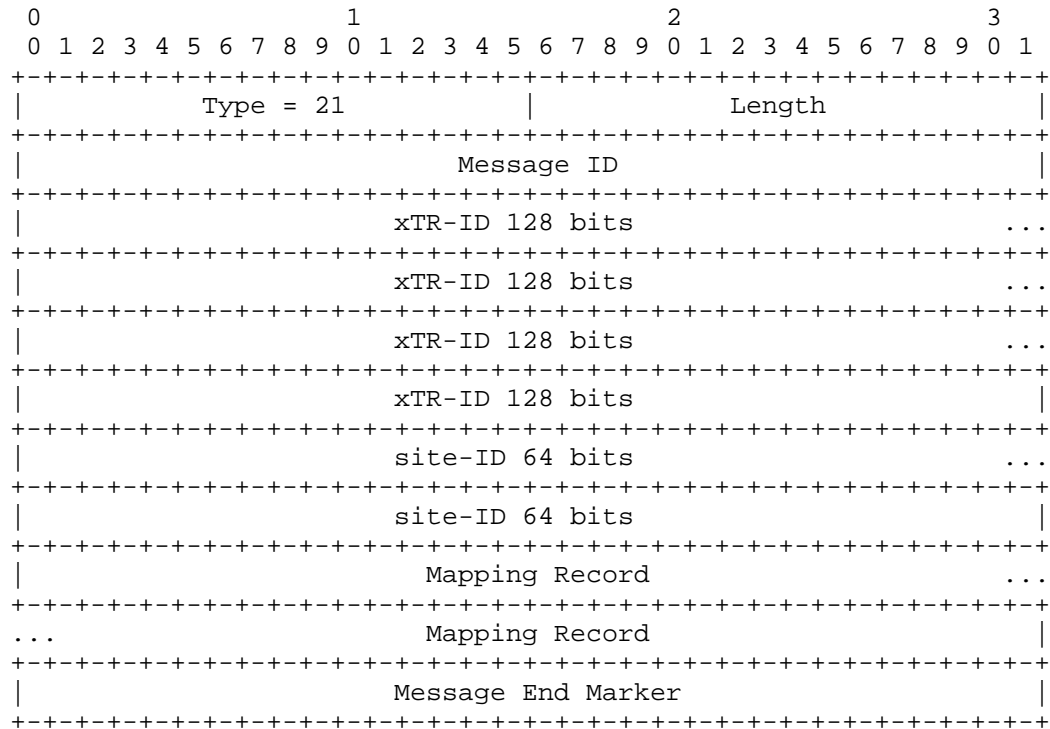 0                   1                   2                   3
 0 1 2 3 4 5 6 7 8 9 0 1 2 3 4 5 6 7 8 9 0 1 2 3 4 5 6 7 8 9 0 1
+-+-+-+-+-+-+-+-+-+-+-+-+-+-+-+-+-+-+-+-+-+-+-+-+-+-+-+-+-+-+-+-+
|           Type = 21           |            Length             |
+-+-+-+-+-+-+-+-+-+-+-+-+-+-+-+-+-+-+-+-+-+-+-+-+-+-+-+-+-+-+-+-+
|                           Message ID                          |
+-+-+-+-+-+-+-+-+-+-+-+-+-+-+-+-+-+-+-+-+-+-+-+-+-+-+-+-+-+-+-+-+
|                       xTR-ID 128 bits                       ...
+-+-+-+-+-+-+-+-+-+-+-+-+-+-+-+-+-+-+-+-+-+-+-+-+-+-+-+-+-+-+-+-+
|                       xTR-ID 128 bits                       ...
+-+-+-+-+-+-+-+-+-+-+-+-+-+-+-+-+-+-+-+-+-+-+-+-+-+-+-+-+-+-+-+-+
|                       xTR-ID 128 bits                       ...
+-+-+-+-+-+-+-+-+-+-+-+-+-+-+-+-+-+-+-+-+-+-+-+-+-+-+-+-+-+-+-+-+
|                       xTR-ID 128 bits                         |
+-+-+-+-+-+-+-+-+-+-+-+-+-+-+-+-+-+-+-+-+-+-+-+-+-+-+-+-+-+-+-+-+
|                       site-ID 64 bits                       ...
+-+-+-+-+-+-+-+-+-+-+-+-+-+-+-+-+-+-+-+-+-+-+-+-+-+-+-+-+-+-+-+-+
|                       site-ID 64 bits                         |
+-+-+-+-+-+-+-+-+-+-+-+-+-+-+-+-+-+-+-+-+-+-+-+-+-+-+-+-+-+-+-+-+
|                         Mapping Record                      ...
+-+-+-+-+-+-+-+-+-+-+-+-+-+-+-+-+-+-+-+-+-+-+-+-+-+-+-+-+-+-+-+-+
...                       Mapping Record                        |
+-+-+-+-+-+-+-+-+-+-+-+-+-+-+-+-+-+-+-+-+-+-+-+-+-+-+-+-+-+-+-+-+
|                       Message End Marker                      |
+-+-+-+-+-+-+-+-+-+-+-+-+-+-+-+-+-+-+-+-+-+-+-+-+-+-+-+-+-+-+-+-+